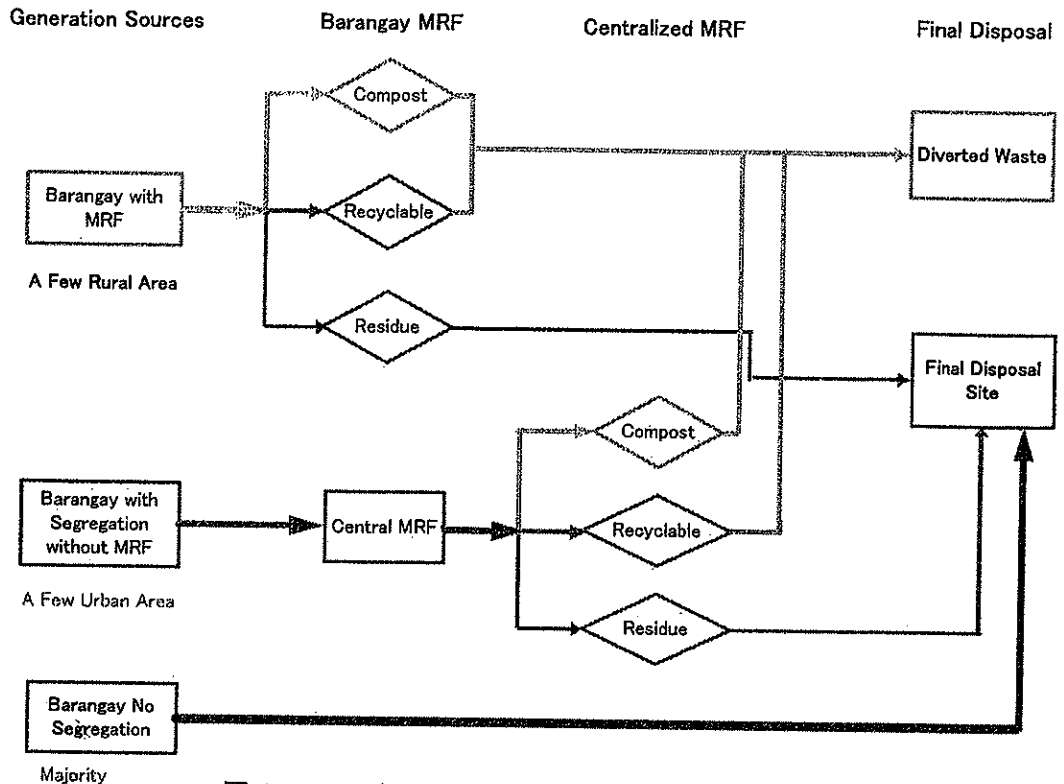 Generation Sources
Barangay MRF
Centralized MRF
Final Disposal
Compost
Diverted Waste
Barangay with
MRF
Recyclable
A Few Rural Area
Residue
Final Disposal
Site
Compost
Barangay with
Segregation
without MRF
Central MRF
Recyclable
A Few Urban Area
Residue
Barangay No
Segregation
Majority